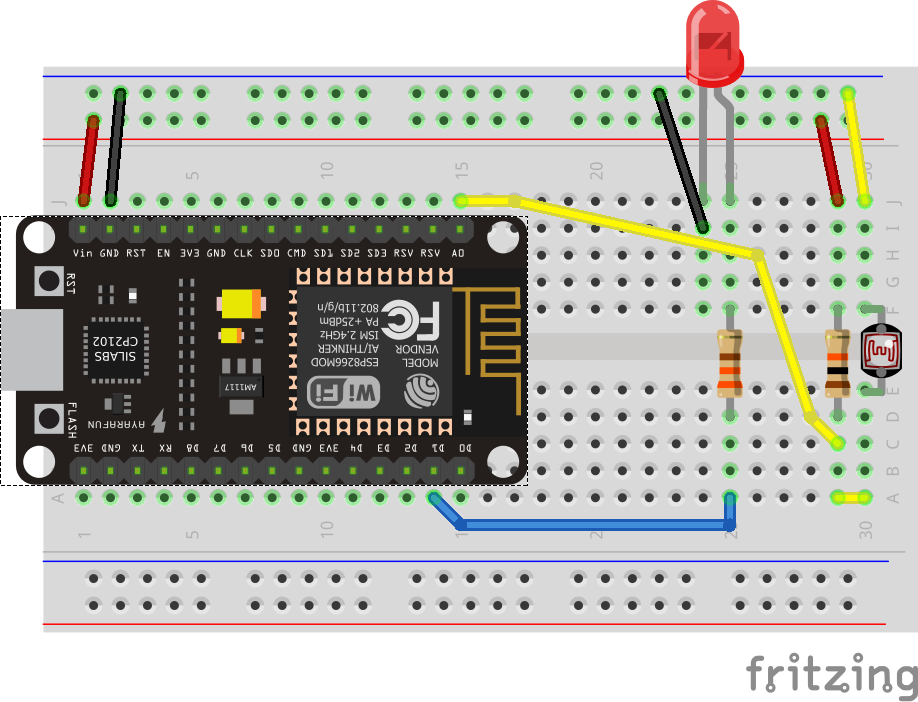 5 10 15 20 25 30
J J
I
H
G
F
Vin GND RST EN 3V3 GND CLK SD0 CMD SD1 SD2 SD3 RSV RSV A0
RST
SILABS
CP2102
AM1117
MODEL ESP8266MOD
VENDOR AI/THINKER
ISM 2.4GHz
PA +25dBm
802.11b/g/n
FC
WiFi
FLASH
AYARAFUN
3V3 GND TX RX D8 D7 D6 D5 GND 3V3 D4 D3 D2 D1 D0
E
D
C
B
A A
1 5 10 15 20 25 30
fritzing